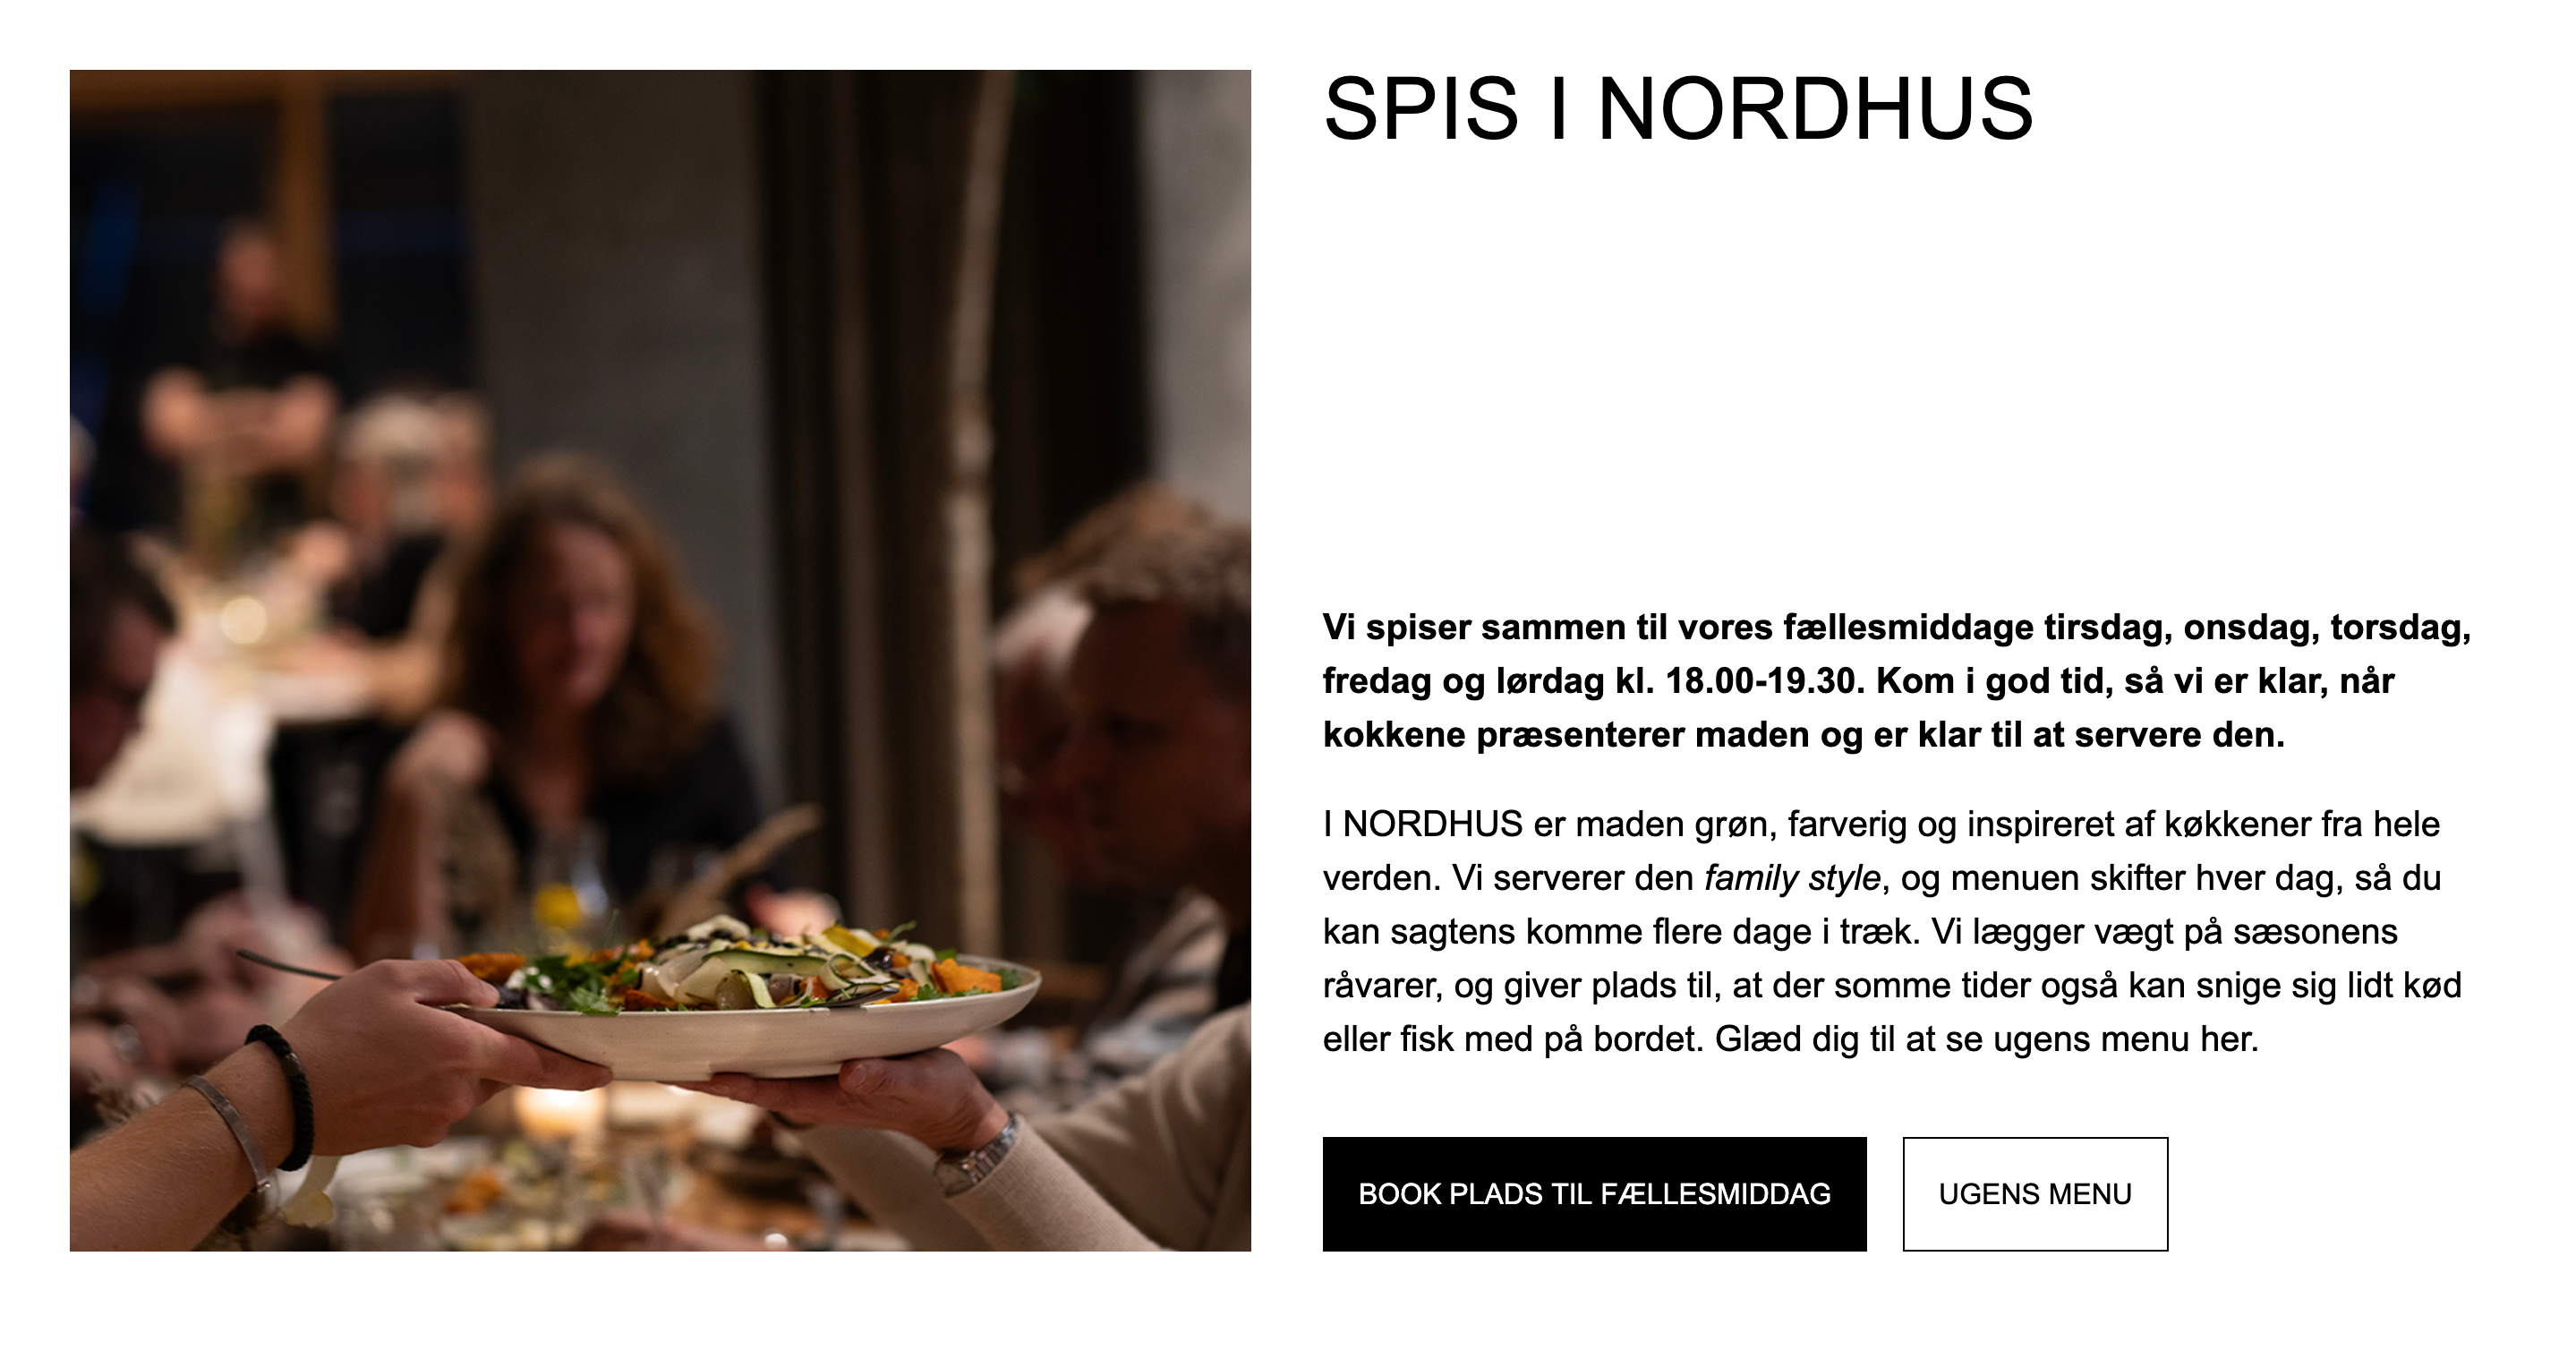 SPIS I NORDHUS
Vi spiser sammen til vores fællesmiddage tirsdag, onsdag, torsdag,
fredag og lørdag kl. 18.00-19.30. Kom i god tid, så vi er klar, når
kokkene præsenterer maden og er klar til at servere den.
I NORDHUS er maden grøn, farverig og inspireret af køkkener fra hele
verden. Vi serverer den family style, og menuen skifter hver dag, så du
kan sagtens komme flere dage i træk. Vi lægger vægt på sæsonens
råvarer, og giver plads til, at der somme tider også kan snige sig lidt kød
eller fisk med på bordet. Glæd dig til at se ugens menu her.
BOOK PLADS TIL FÆLLESMIDDAG
UGENS MENU